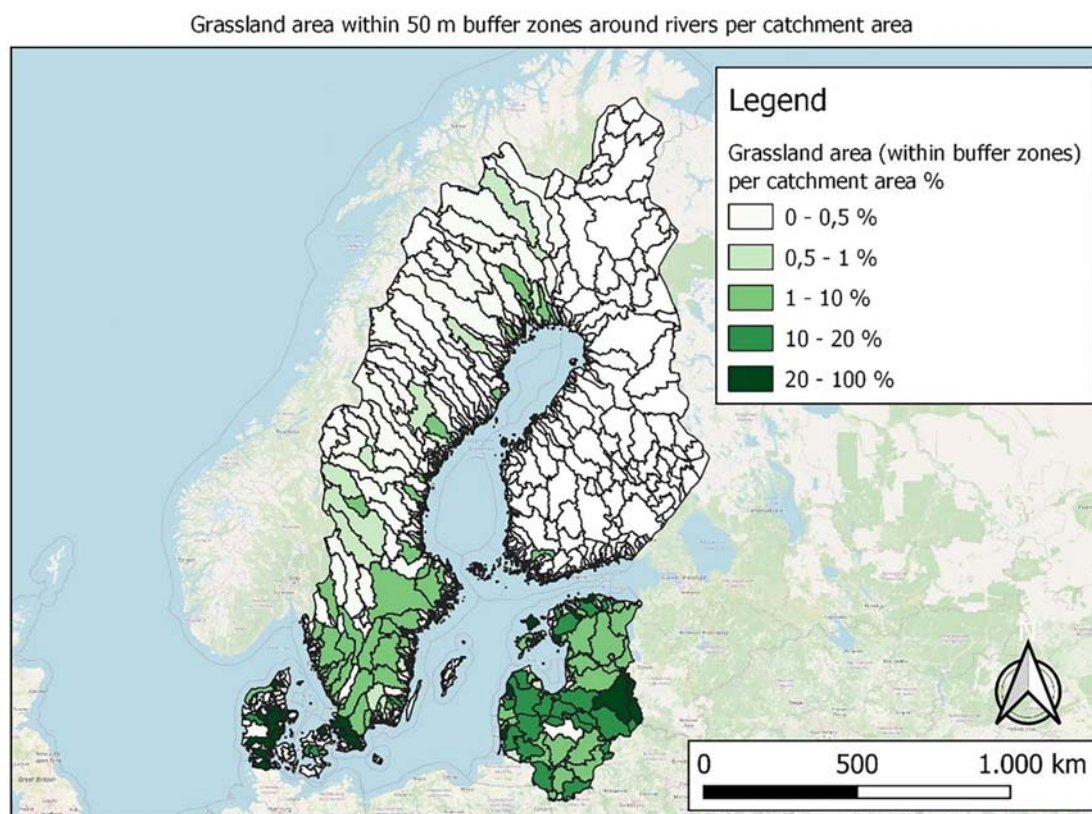 Grassland area within 50 m buffer zones around rivers per catchment area
Legend
Grassland area (within buffer zones)
per catchment area %
0 - 0,5 %
0,5 - 1 %
1 - 10 %
10 - 20 %
20 - 100 %
0 500 1.000 km